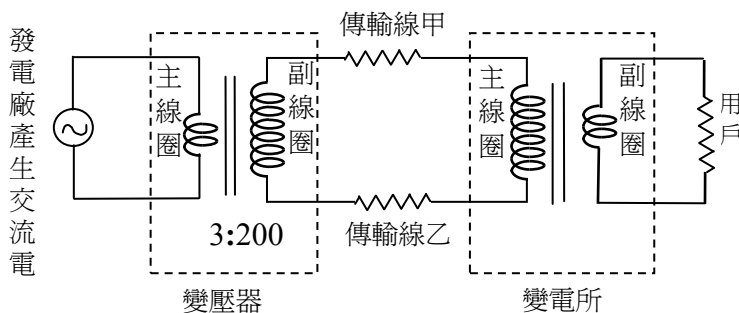 發電廠產生交流電
主線圈
副線圈
3:200
變壓器
傳輸線甲
傳輸線乙
主線圈
副線圈
變電所
用戶